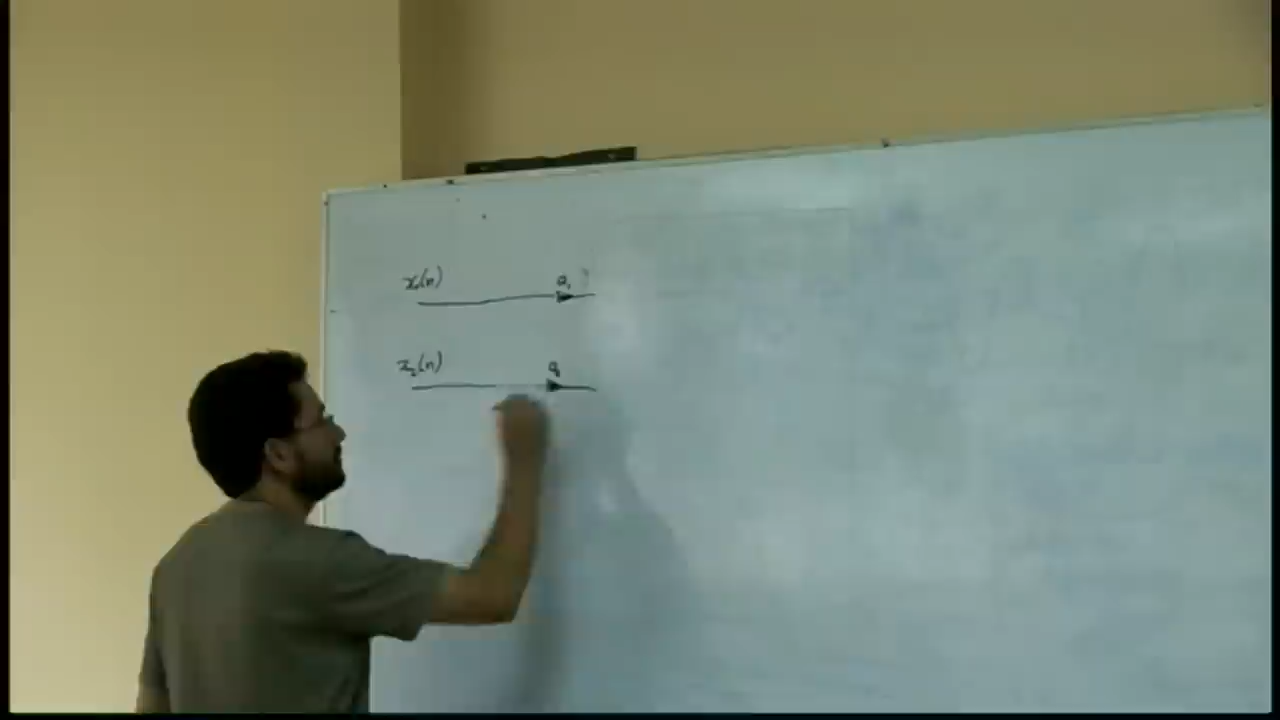 x₁(n) a₁
x₂(n) a₂